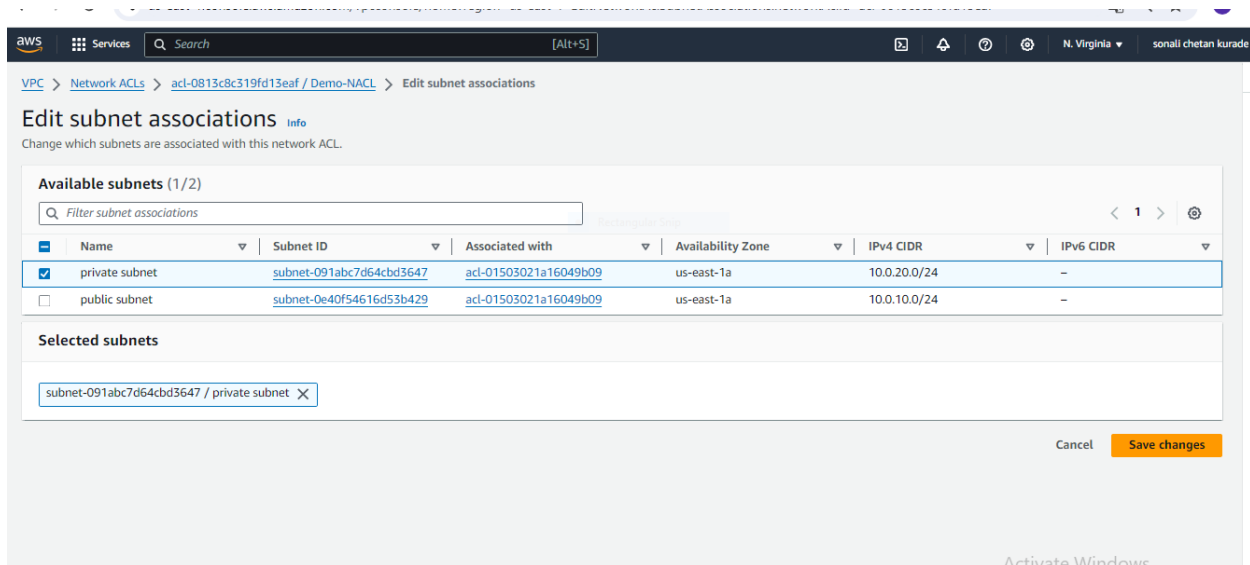 aws Services Search [Alt+S] N. Virginia sonali chetan kurade
VPC > Network ACLs > acl-0813c8c319fd13eaf / Demo-NACL > Edit subnet associations
Edit subnet associations Info
Change which subnets are associated with this network ACL.
Available subnets (1/2)
Filter subnet associations
< 1 >
Name Subnet ID Associated with Availability Zone IPv4 CIDR IPv6 CIDR
private subnet subnet-091abc7d64cbd3647 acl-01503021a16049b09 us-east-1a 10.0.20.0/24 –
public subnet subnet-0e40f54616d53b429 acl-01503021a16049b09 us-east-1a 10.0.10.0/24 –
Selected subnets
subnet-091abc7d64cbd3647 / private subnet
Cancel Save changes
Activate Windows